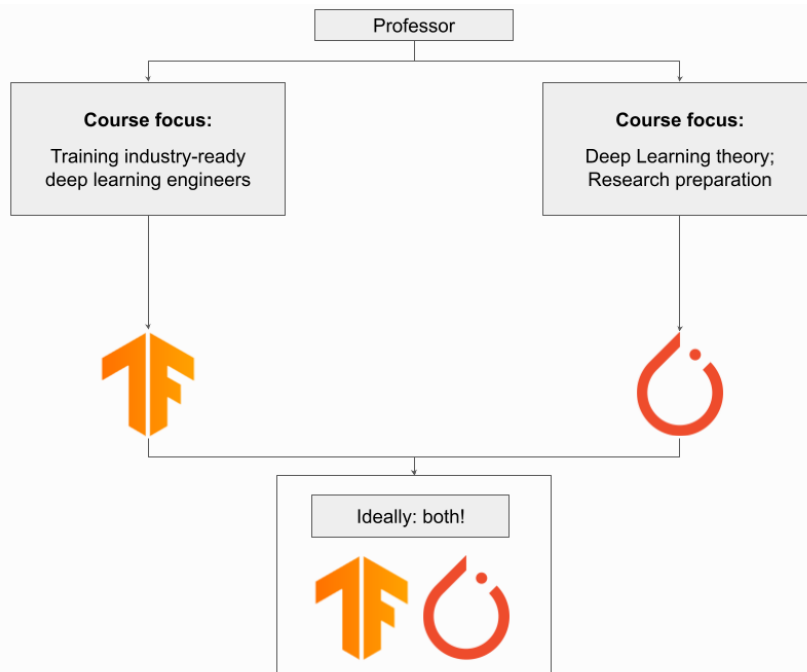 Professor
Course focus:
Training industry-ready
deep learning engineers
Course focus:
Deep Learning theory;
Research preparation
Ideally: both!